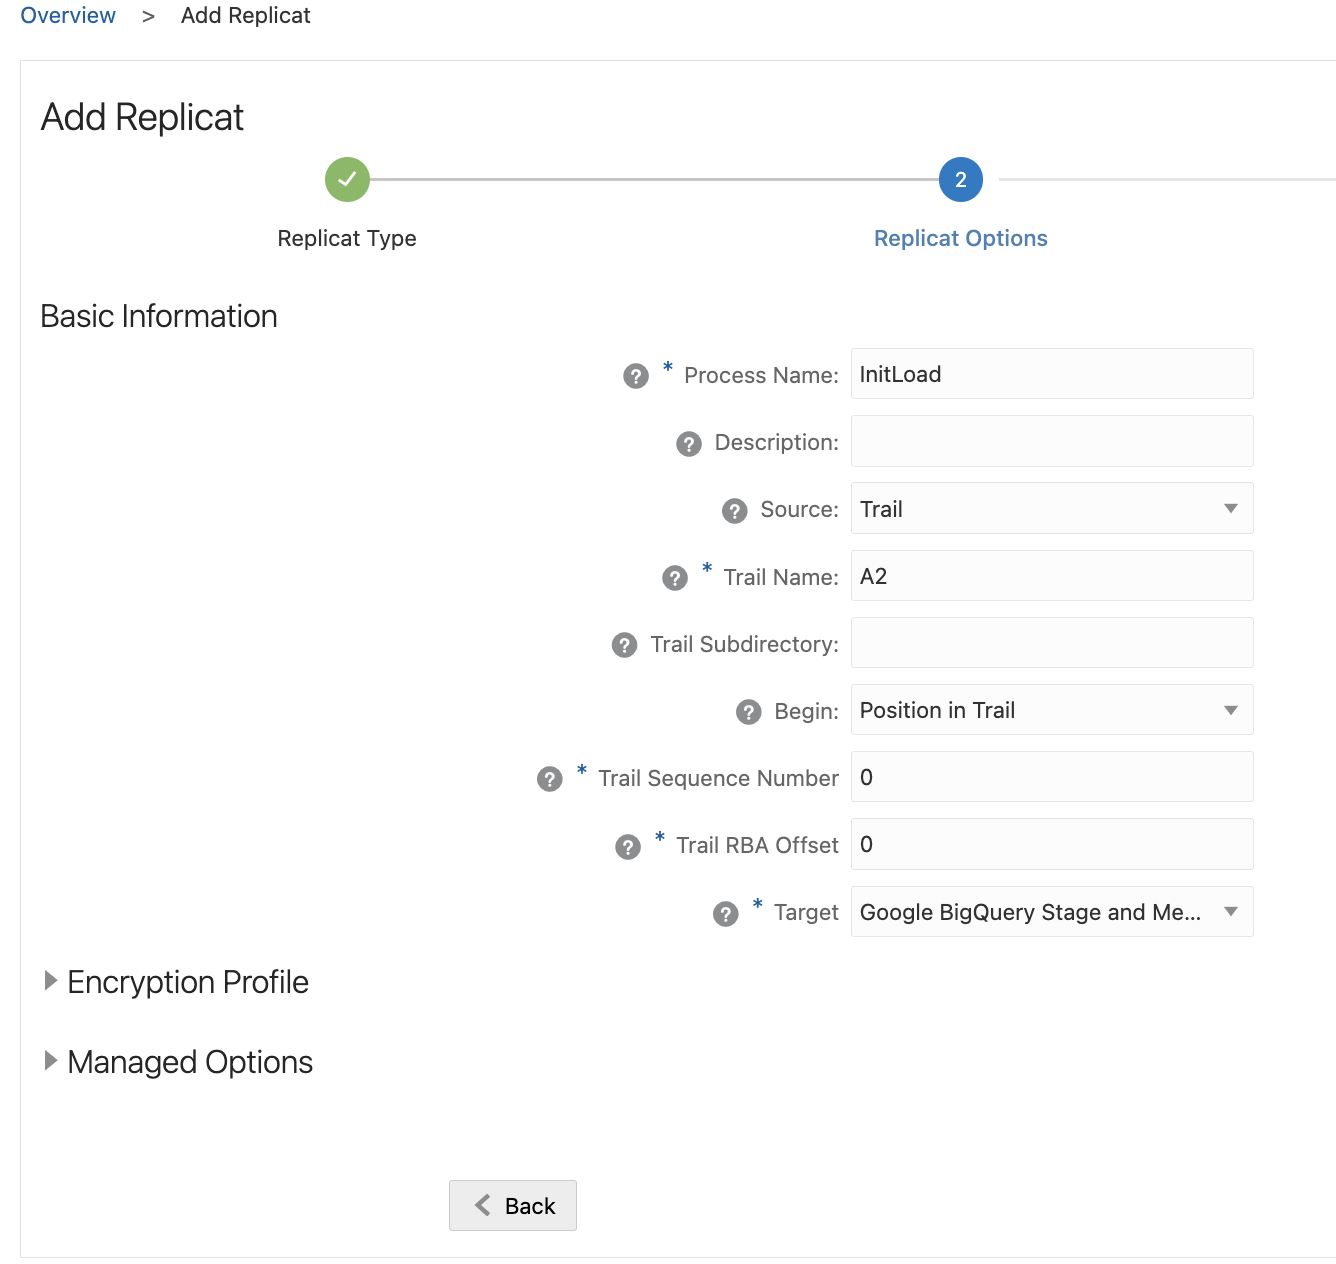 Overview > Add Replicat
Add Replicat
2
Replicat Type
Replicat Options
Basic Information
? * Process Name: InitLoad
? Description:
? Source: Trail
? * Trail Name: A2
? Trail Subdirectory:
? Begin: Position in Trail
? * Trail Sequence Number 0
? * Trail RBA Offset 0
? * Target Google BigQuery Stage and Me...
Encryption Profile
Managed Options
Back